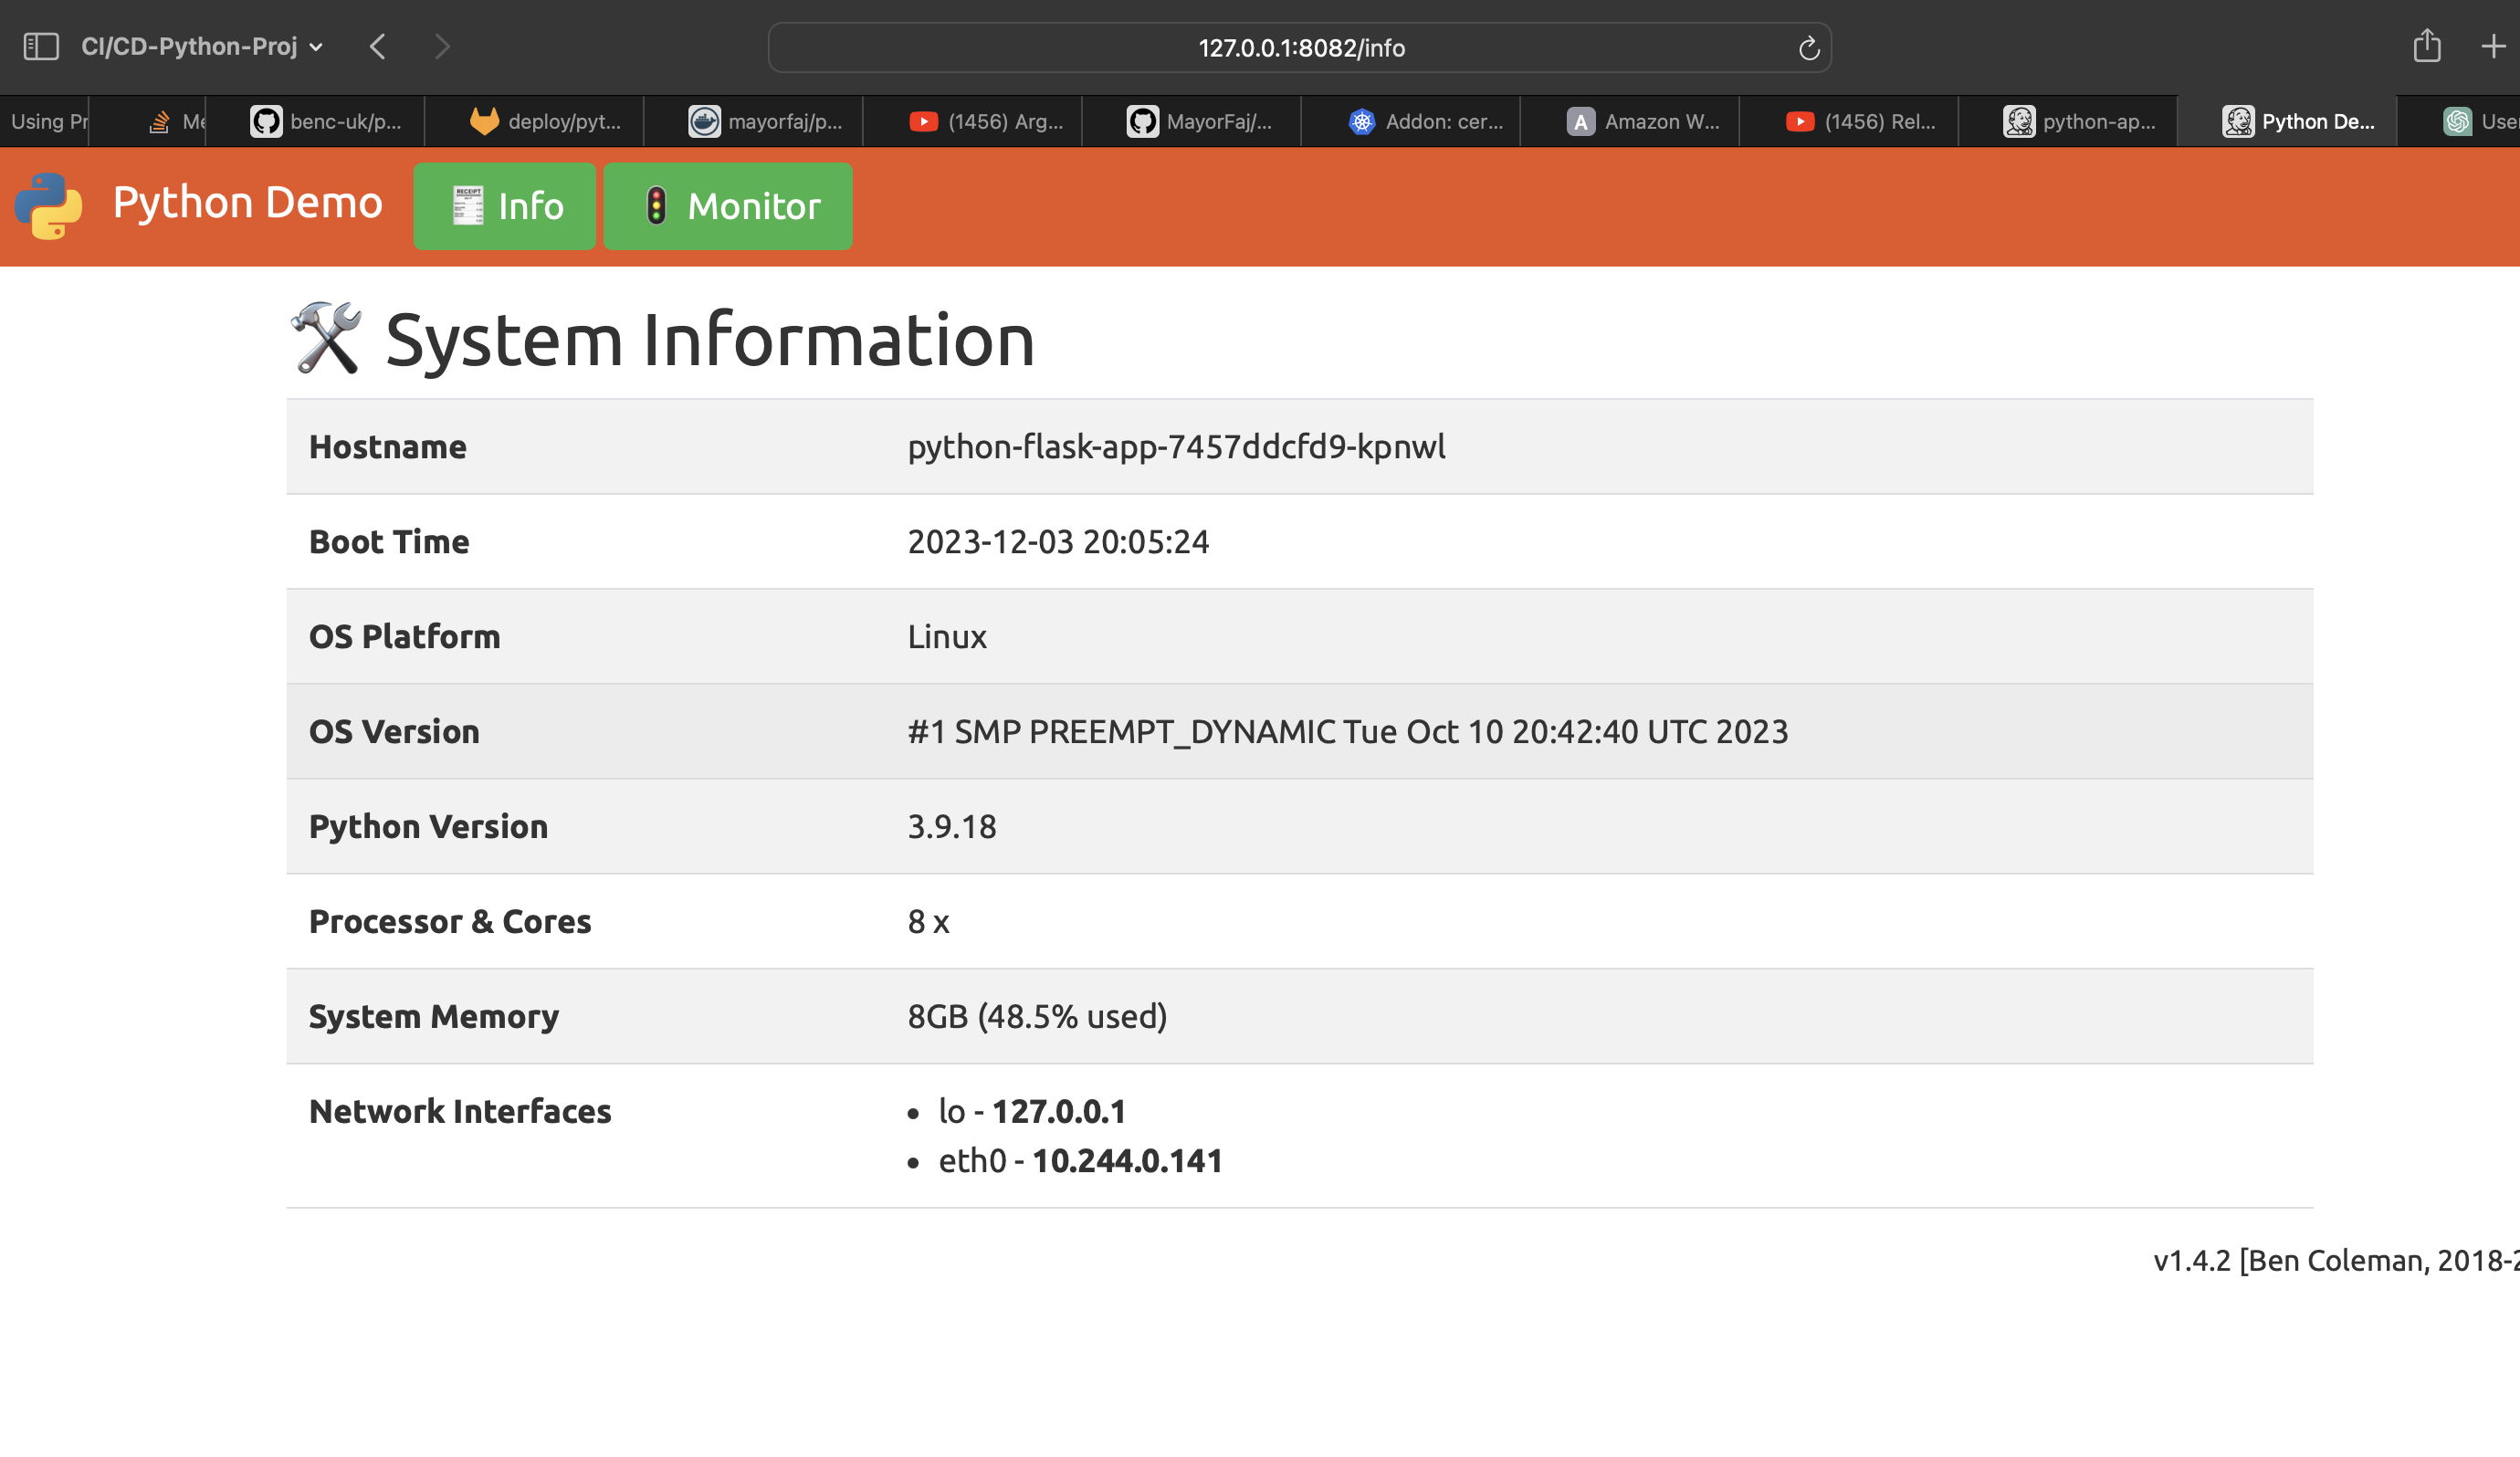 CI/CD-Python-Proj
127.0.0.1:8082/info
Using Pr
Me
benc-uk/p...
deploy/pyt...
mayorfaj/p...
(1456) Arg...
MayorFaj/...
Addon: cer...
A Amazon W...
(1456) Rel...
python-ap...
Python De...
User
Python Demo
RECEIPT
Info
Monitor
System Information
Hostname python-flask-app-7457ddcfd9-kpnwl
Boot Time 2023-12-03 20:05:24
OS Platform Linux
OS Version #1 SMP PREEMPT_DYNAMIC Tue Oct 10 20:42:40 UTC 2023
Python Version 3.9.18
Processor & Cores 8 x
System Memory 8GB (48.5% used)
Network Interfaces • lo - 127.0.0.1
• eth0 - 10.244.0.141
v1.4.2 [Ben Coleman, 2018-2